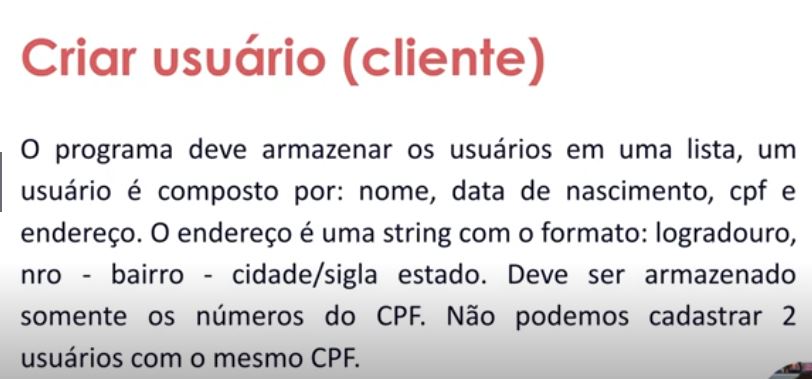 Criar usuário (cliente)
O programa deve armazenar os usuários em uma lista, um
usuário é composto por: nome, data de nascimento, cpf e
endereço. O endereço é uma string com o formato: logradouro,
nro - bairro - cidade/sigla estado. Deve ser armazenado
somente os números do CPF. Não podemos cadastrar 2
usuários com o mesmo CPF.